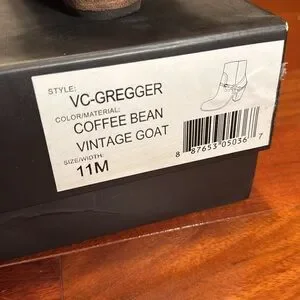 STYLE:
VC-GREGGER
COLOR/MATERIAL:
COFFEE BEAN
VINTAGE GOAT
SIZE/WIDTH:
11M
8 87653 05036 7